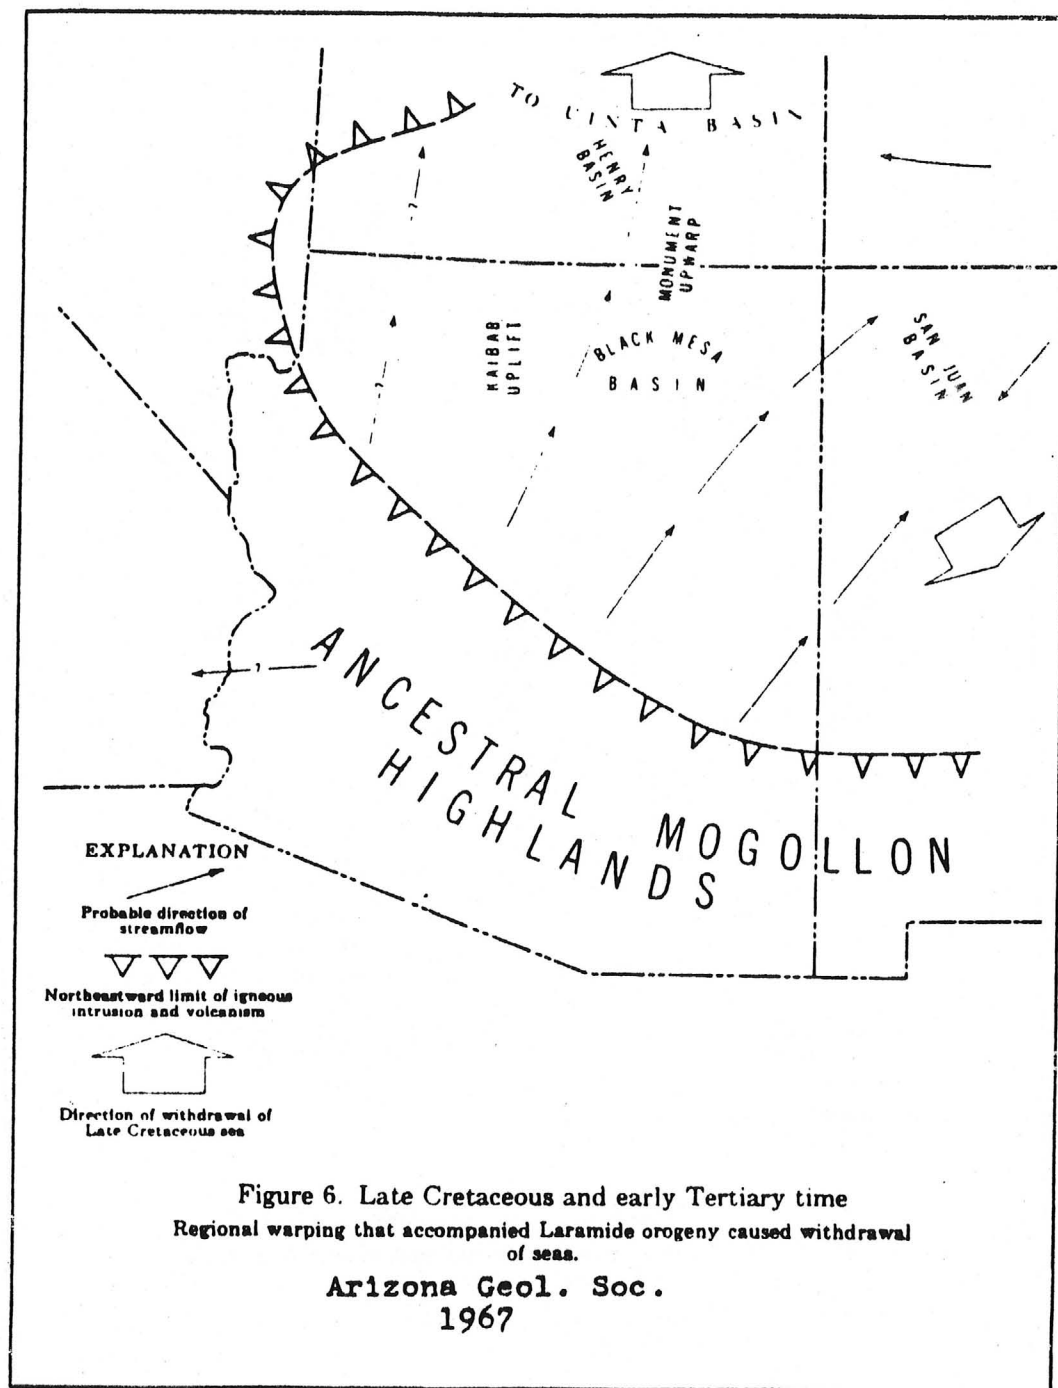 TO UINTA BASIN
HENRY
BASIN
MONUMENT
UPWARP
KAIBAB
UPLIFT
BLACK MESA
BASIN
SAN JUAN
BASIN
?
?
?
ANCESTRAL MOGOLLON
HIGHLANDS
EXPLANATION
Probable direction of
streamflow
Northeastward limit of igneous
intrusion and volcanism
Direction of withdrawal of
Late Cretaceous sea
Figure 6. Late Cretaceous and early Tertiary time
Regional warping that accompanied Laramide orogeny caused withdrawal
of seas.
Arizona Geol. Soc.
1967